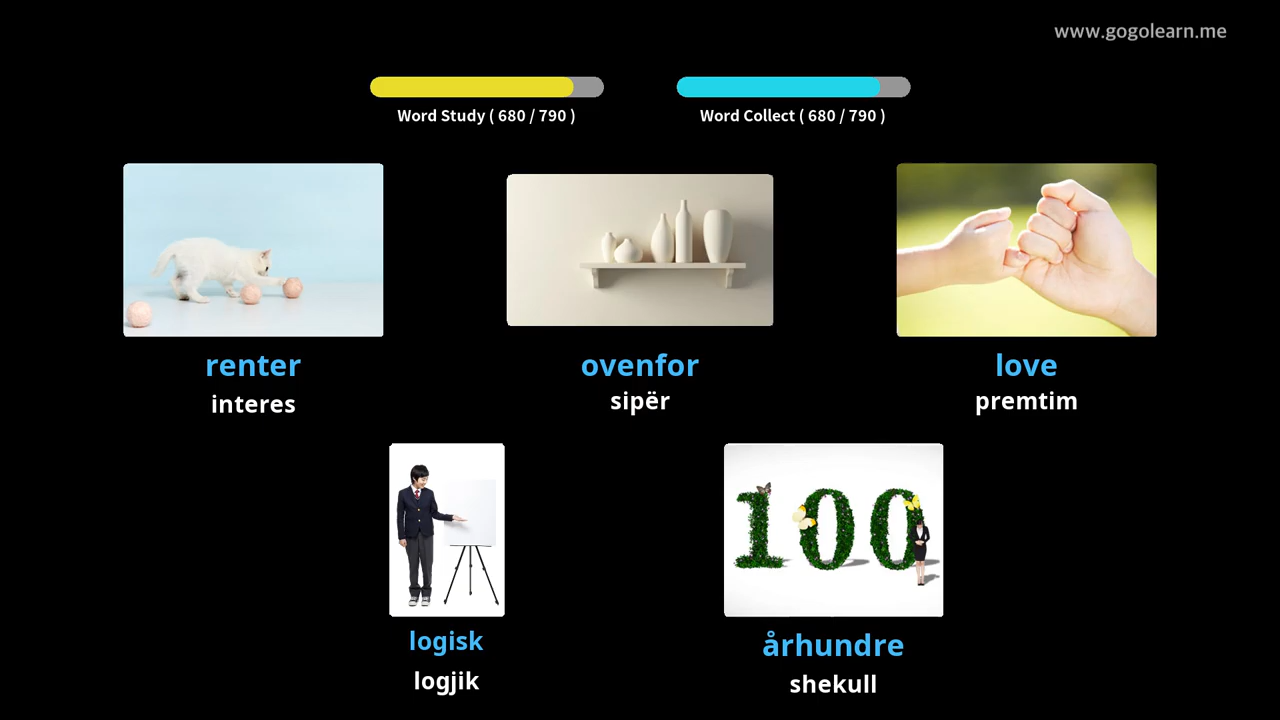 www.gogolearn.me
Word Study ( 680 / 790 )
Word Collect ( 680 / 790 )
renter
interes
ovenfor
sipër
love
premtim
100
logisk
logjik
århundre
shekull